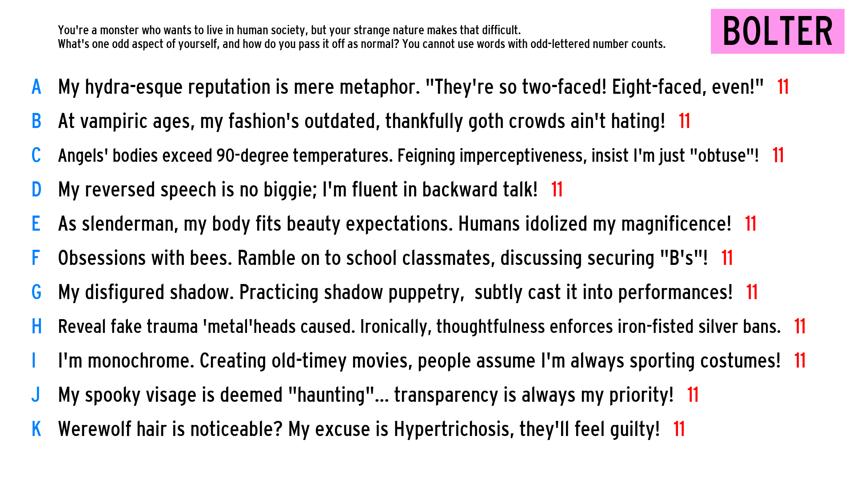 You're a monster who wants to live in human society, but your strange nature makes that difficult.
What's one odd aspect of yourself, and how do you pass it off as normal? You cannot use words with odd-lettered number counts.
BOLTER
A My hydra-esque reputation is mere metaphor. "They're so two-faced! Eight-faced, even!" 11
B At vampiric ages, my fashion's outdated, thankfully goth crowds ain't hating! 11
C Angels' bodies exceed 90-degree temperatures. Feigning imperceptiveness, insist I'm just "obtuse"! 11
D My reversed speech is no biggie; I'm fluent in backward talk! 11
E As slenderman, my body fits beauty expectations. Humans idolized my magnificence! 11
F Obsessions with bees. Ramble on to school classmates, discussing securing "B's"! 11
G My disfigured shadow. Practicing shadow puppetry, subtly cast it into performances! 11
H Reveal fake trauma 'metal'heads caused. Ironically, thoughtfulness enforces iron-fisted silver bans. 11
I I'm monochrome. Creating old-timey movies, people assume I'm always sporting costumes! 11
J My spooky visage is deemed "haunting"... transparency is always my priority! 11
K Werewolf hair is noticeable? My excuse is Hypertrichosis, they'll feel guilty! 11